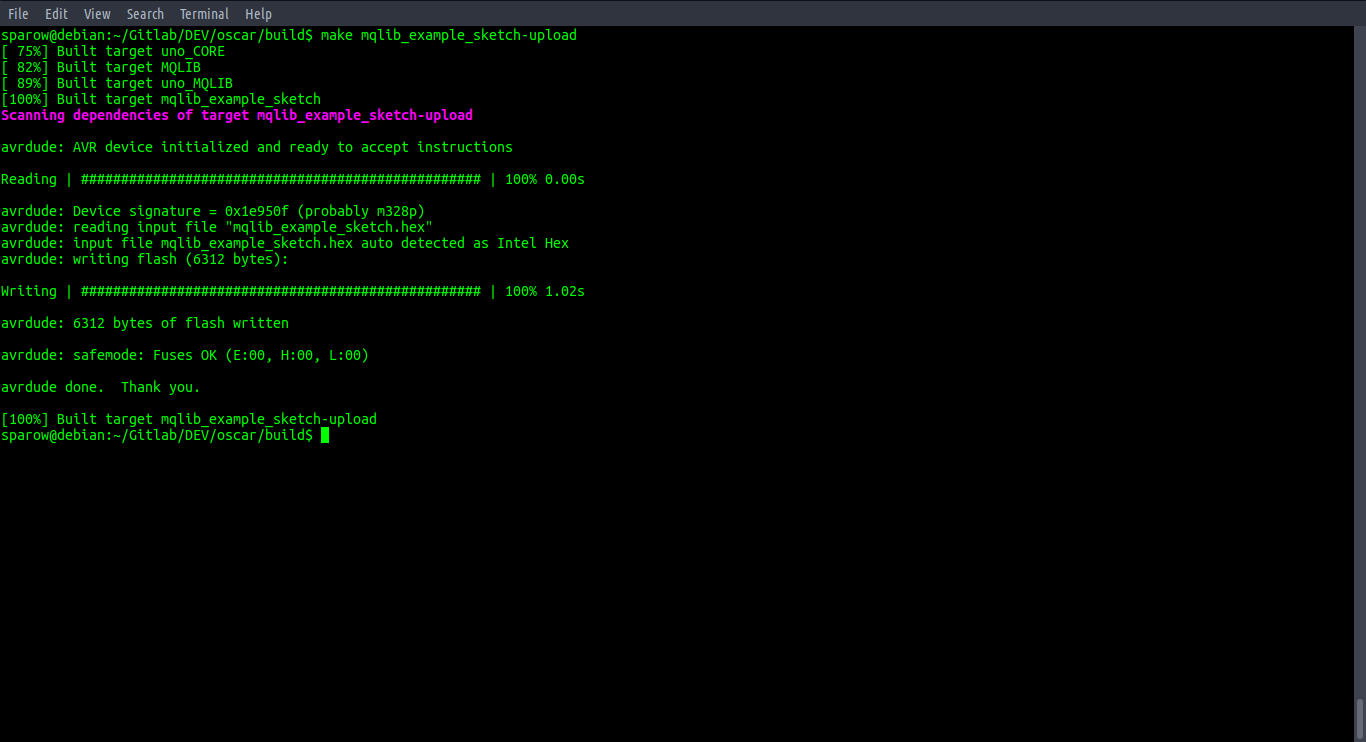 File Edit View Search Terminal Help
sparow@debian:~/Gitlab/DEV/oscar/build$ make mqlib_example_sketch-upload
[ 75%] Built target uno_CORE
[ 82%] Built target MQLIB
[ 89%] Built target uno_MQLIB
[100%] Built target mqlib_example_sketch
Scanning dependencies of target mqlib_example_sketch-upload
avrdude: AVR device initialized and ready to accept instructions
Reading | ################################################## | 100% 0.00s
avrdude: Device signature = 0x1e950f (probably m328p)
avrdude: reading input file "mqlib_example_sketch.hex"
avrdude: input file mqlib_example_sketch.hex auto detected as Intel Hex
avrdude: writing flash (6312 bytes):
Writing | ################################################## | 100% 1.02s
avrdude: 6312 bytes of flash written
avrdude: safemode: Fuses OK (E:00, H:00, L:00)
avrdude done.  Thank you.
[100%] Built target mqlib_example_sketch-upload
sparow@debian:~/Gitlab/DEV/oscar/build$